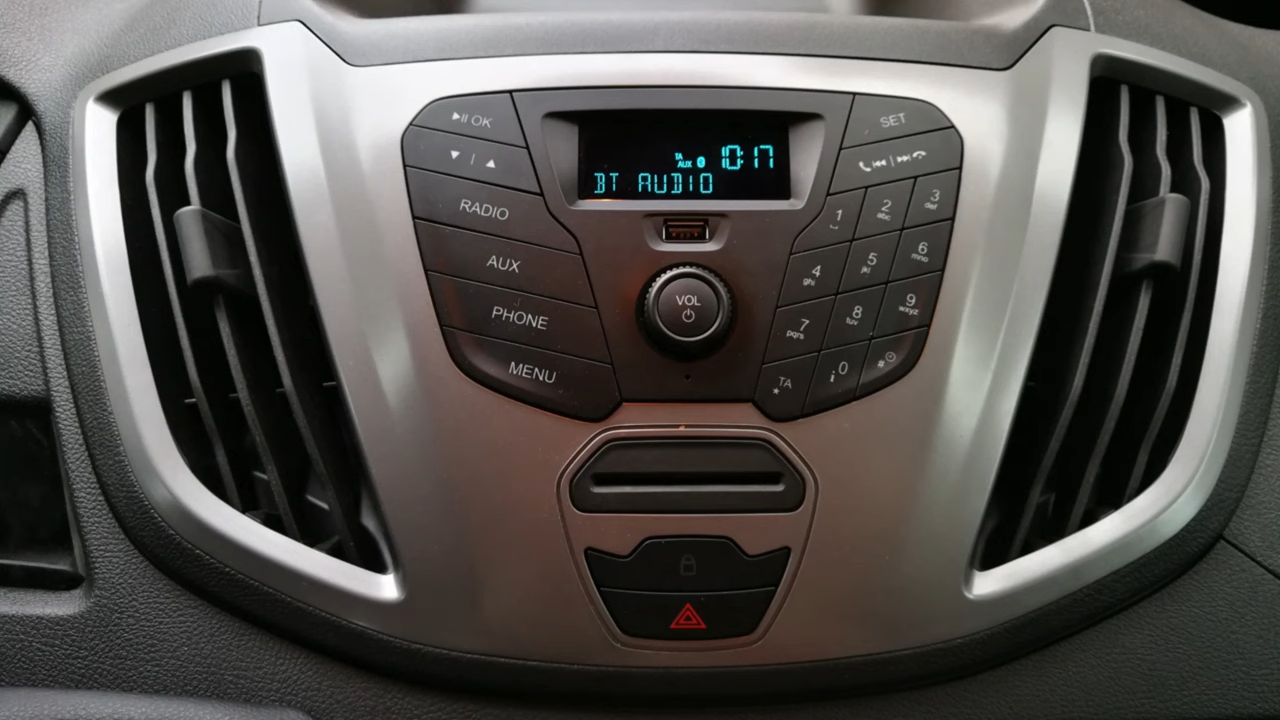 OK
SET
TA
AUX
10:17
BT AUDIO
RADIO
AUX
PHONE
MENU
VOL
1
2
abc
3
def
4
ghi
5
jkl
6
mno
7
pqrs
8
tuv
9
wxyz
TA
*
i 0
#